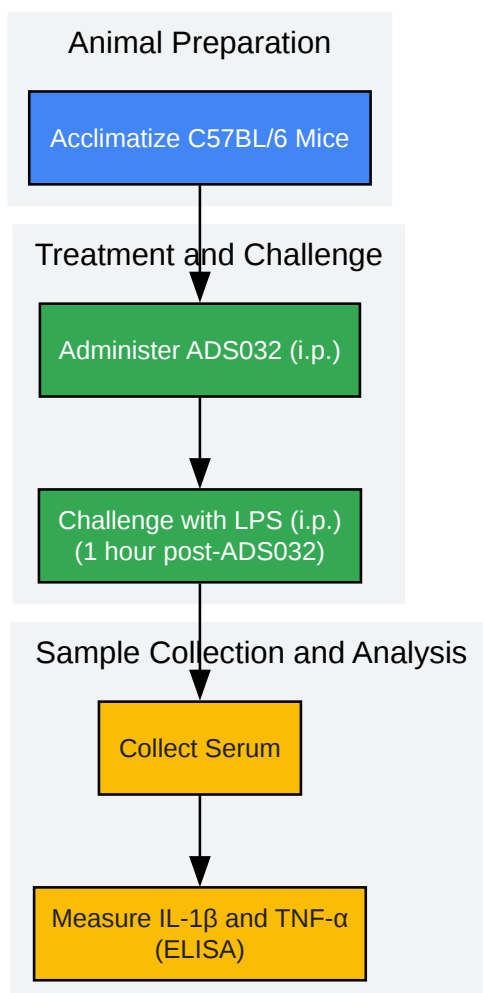 Animal Preparation
Acclimatize C57BL/6 Mice
Treatment and Challenge
Administer ADS032 (i.p.)
Challenge with LPS (i.p.)
(1 hour post-ADS032)
Sample Collection and Analysis
Collect Serum
Measure IL-1β and TNF-α
(ELISA)